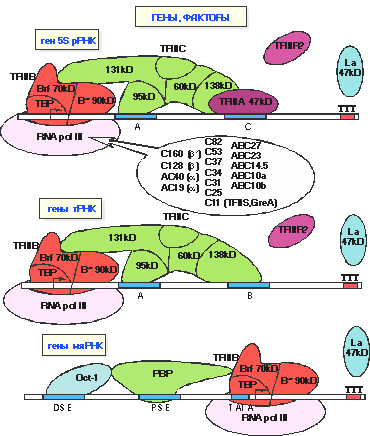 ГЕНЫ, ФАКТОРЫ
ген 5S рРНК
TFIIIC
TFIIIR?
La
47kD
TFIIIB
131kD
Brf 70kD
TBP
B'' 90kD
95kD
60kD
138kD
TFIIIA 47kD
TTT
RNA pol III
A
C
C160 (β')
C128 (β)
AC40 (α)
AC19 (α)
C82
C53
C37
C34
C31
C25
C11 (TFIIS,GreA)
ABC27
ABC23
ABC14.5
ABC10a
ABC10b
гены тРНК
TFIIIC
TFIIIR?
La
47kD
TFIIIB
131kD
Brf 70kD
TBP
B'' 90kD
95kD
60kD
138kD
TTT
RNA pol III
A
B
гены мяРНК
La
47kD
TFIIIB
Oct-1
PBP
Brf 70kD
TBP
B'' 90kD
TTT
DSE
PSE
TATA
RNA pol III